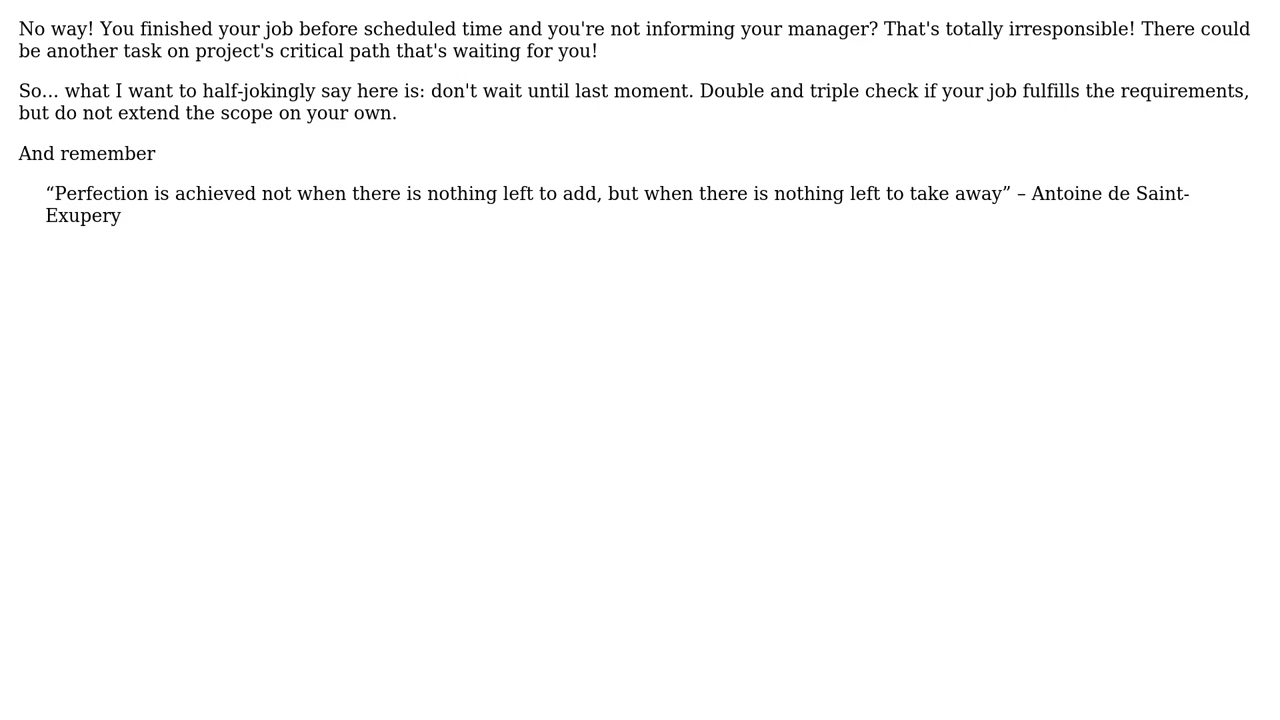 No way! You finished your job before scheduled time and you're not informing your manager? That's totally irresponsible! There could
be another task on project's critical path that's waiting for you!
So... what I want to half-jokingly say here is: don't wait until last moment. Double and triple check if your job fulfills the requirements,
but do not extend the scope on your own.
And remember
“Perfection is achieved not when there is nothing left to add, but when there is nothing left to take away” – Antoine de Saint-
Exupery